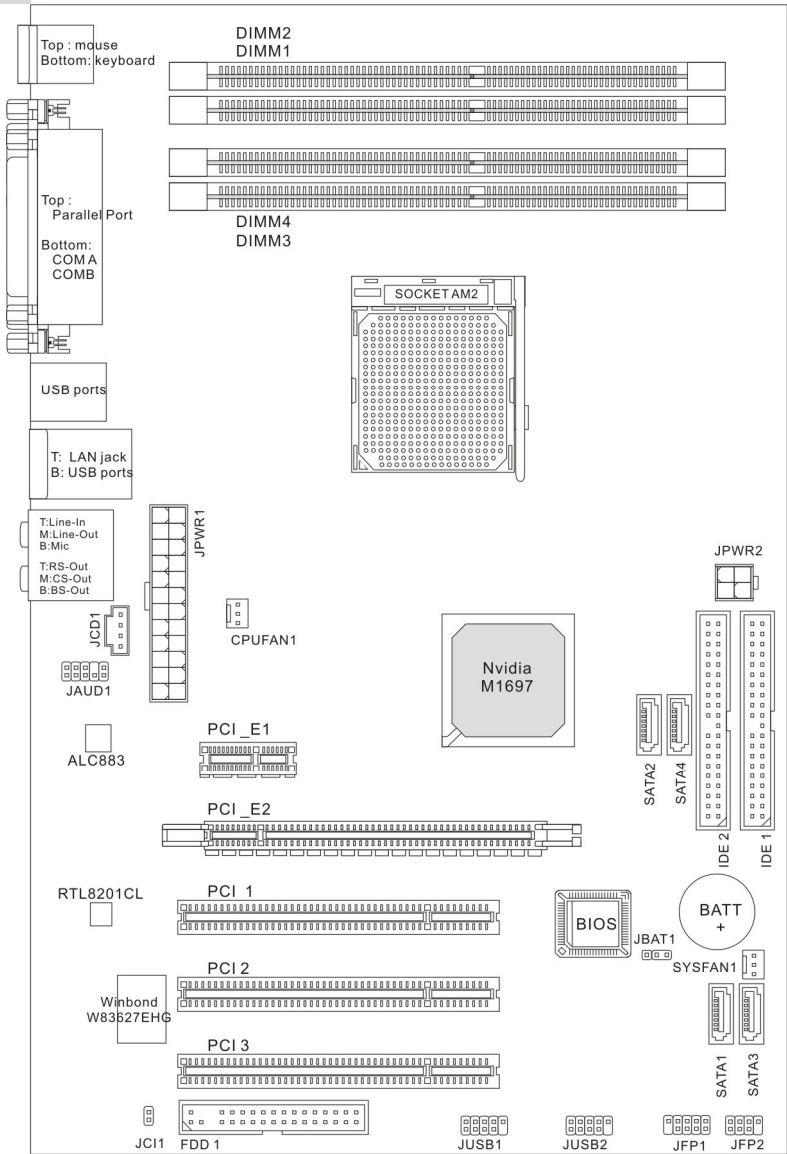 DIMM2
DIMM1
Top : mouse
Bottom: keyboard
Top :
Parallel Port
Bottom:
COM A
COMB
DIMM4
DIMM3
SOCKET AM2
USB ports
T: LAN jack
B: USB ports
T:Line-In
M:Line-Out
B:Mic
T:RS-Out
M:CS-Out
B:BS-Out
JPWR1
JPWR2
JCD1
CPUFAN1
JAUD1
Nvidia
M1697
ALC883
PCI _E1
SATA2
SATA4
PCI _E2
IDE 2
IDE 1
RTL8201CL
PCI 1
BIOS
BATT
+
JBAT1
SYSFAN1
PCI 2
Winbond
W83627EHG
PCI 3
SATA1
SATA3
JCI1
FDD 1
JUSB1
JUSB2
JFP1
JFP2